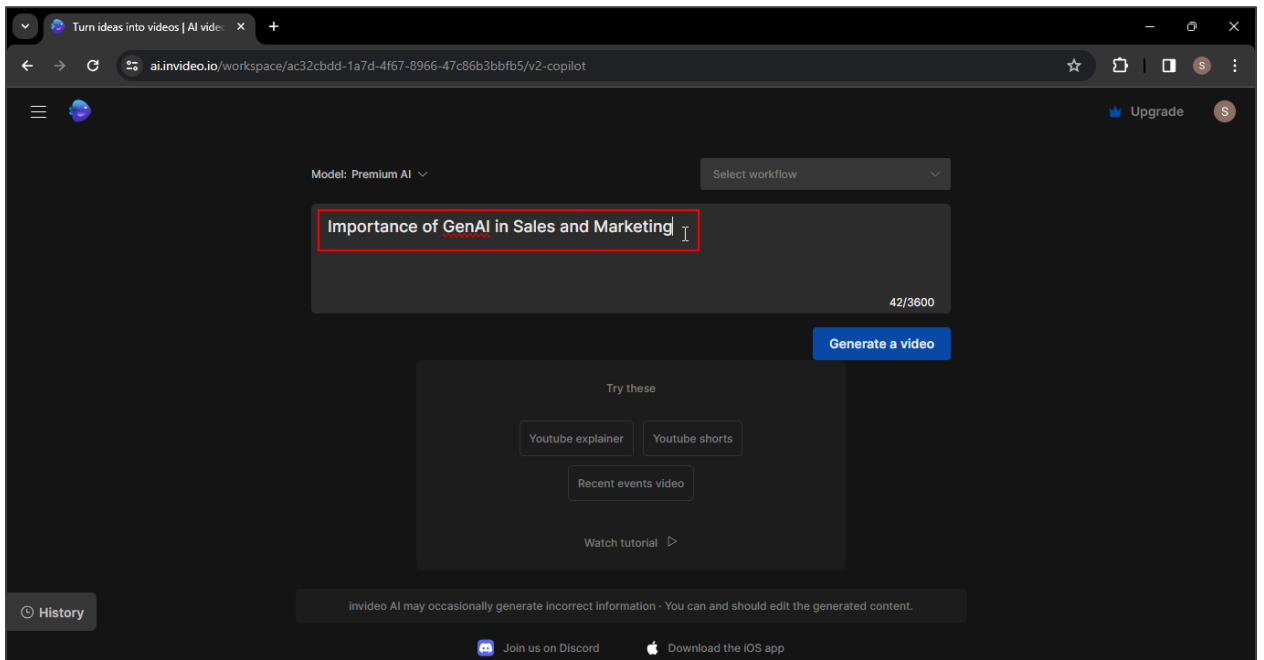 Turn ideas into videos | AI videc
ai.invideo.io/workspace/ac32cbdd-1a7d-4f67-8966-47c86b3bbfb5/v2-copilot
S
Upgrade
S
Model: Premium AI
Select workflow
Importance of GenAI in Sales and Marketing
42/3600
Generate a video
Try these
Youtube explainer
Youtube shorts
Recent events video
Watch tutorial
History
invideo AI may occasionally generate incorrect information · You can and should edit the generated content.
Join us on Discord
Download the iOS app